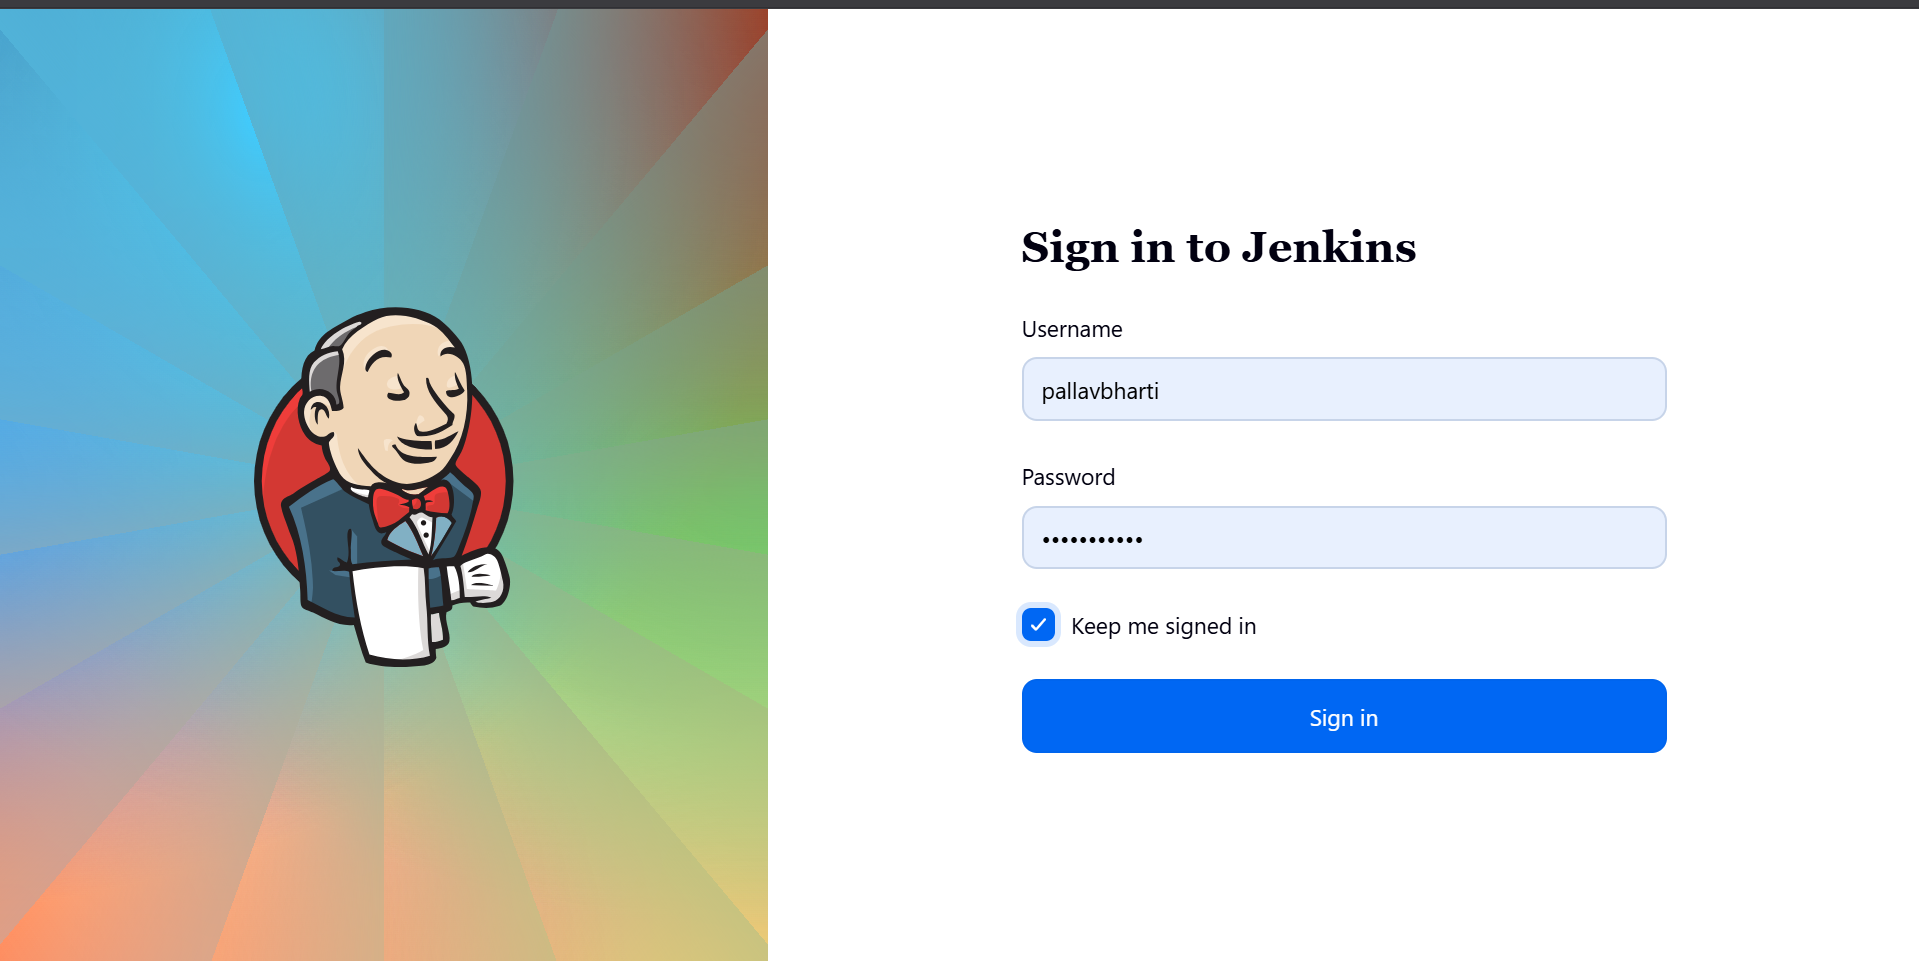 Sign in to Jenkins
Username
pallavbharti
Password
•••••••••••
Keep me signed in
Sign in